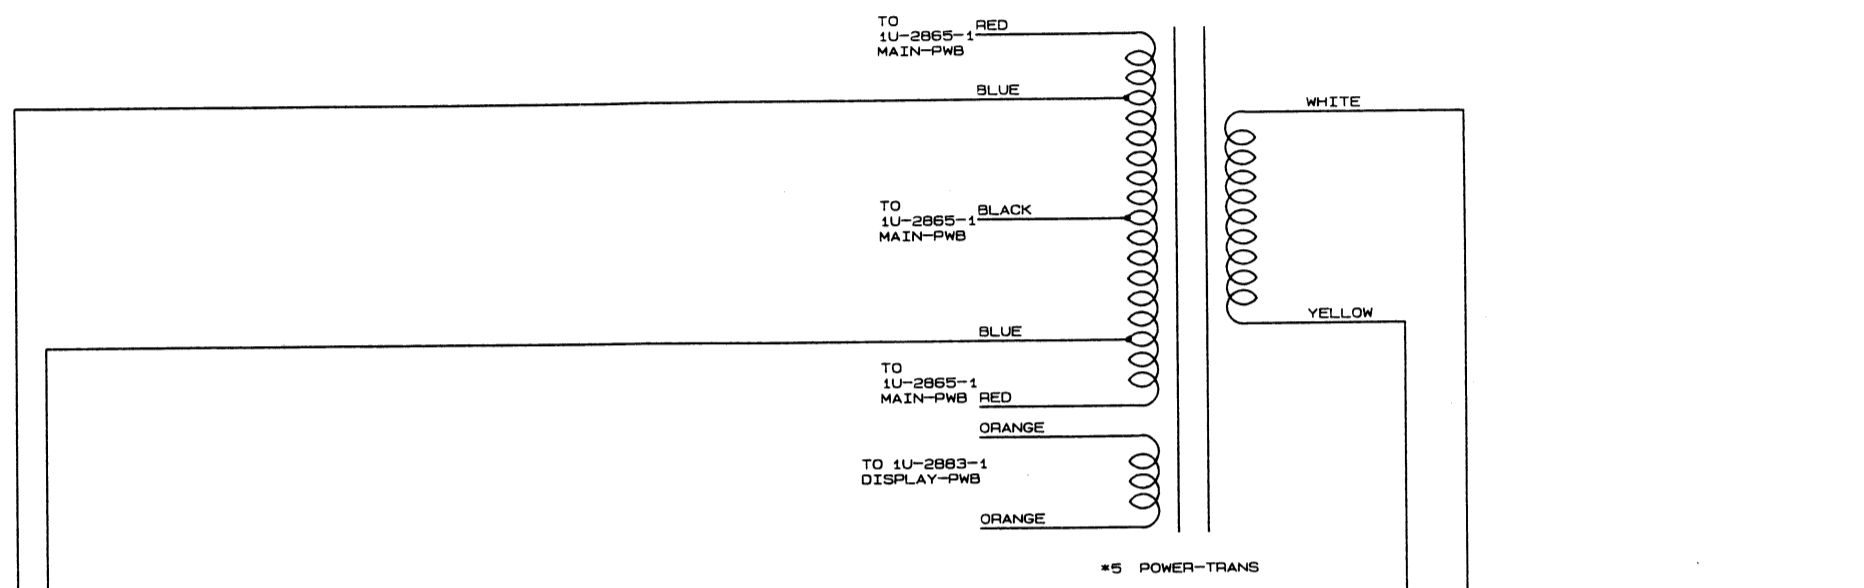 TO
1U-2865-1
MAIN-PWB
RED
BLUE
WHITE
TO
1U-2865-1
MAIN-PWB
BLACK
BLUE
YELLOW
TO
1U-2865-1
MAIN-PWB RED
ORANGE
TO 1U-2883-1
DISPLAY-PWB
ORANGE
*5 POWER-TRANS